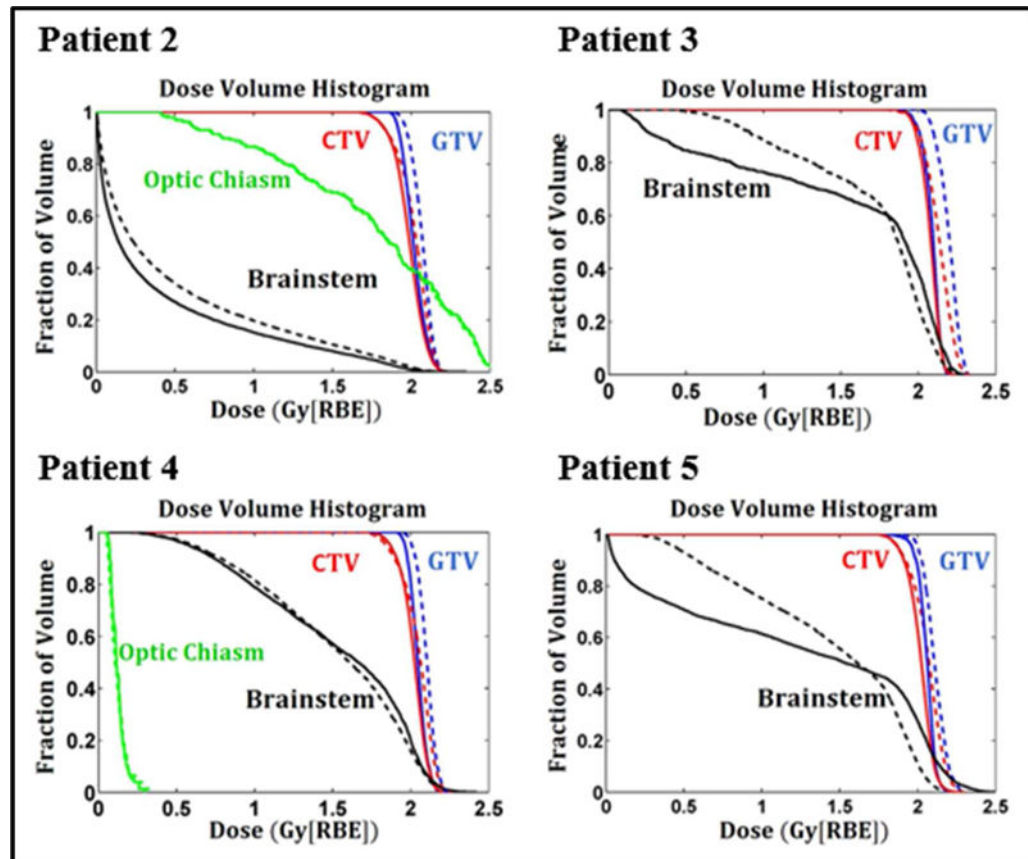 Patient 2
Dose Volume Histogram
Fraction of Volume
1
0.8
0.6
0.4
0.2
0
CTV
GTV
Optic Chiasm
Brainstem
0
0.5
1
1.5
2
2.5
Dose (Gy[RBE])
Patient 3
Dose Volume Histogram
Fraction of Volume
1
0.8
0.6
0.4
0.2
0
CTV
GTV
Brainstem
0
0.5
1
1.5
2
2.5
Dose (Gy[RBE])
Patient 4
Dose Volume Histogram
Fraction of Volume
1
0.8
0.6
0.4
0.2
0
CTV
GTV
Optic Chiasm
Brainstem
0
0.5
1
1.5
2
2.5
Dose (Gy[RBE])
Patient 5
Dose Volume Histogram
Fraction of Volume
1
0.8
0.6
0.4
0.2
0
CTV
GTV
Brainstem
0
0.5
1
1.5
2
2.5
Dose (Gy[RBE])